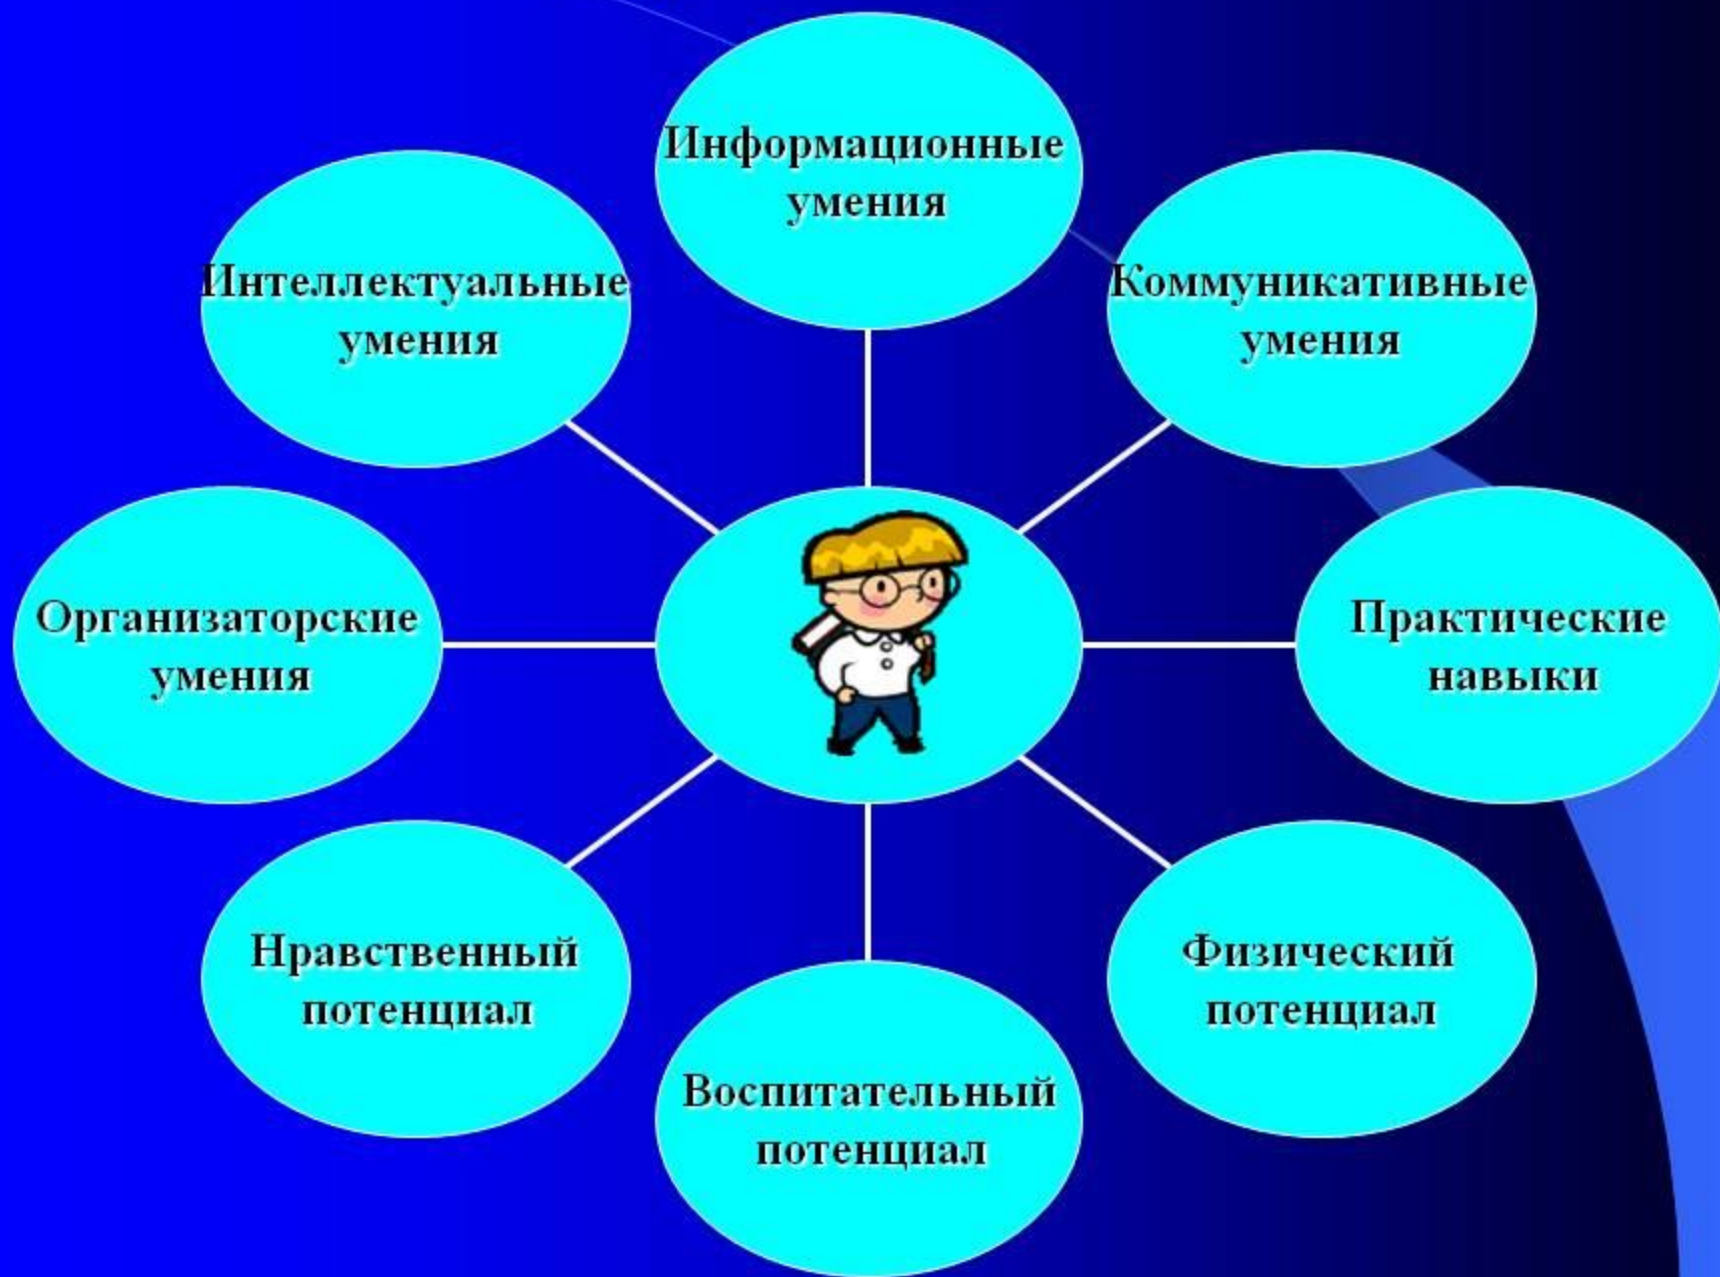 Информационные
умения
Интеллектуальные
умения
Коммуникативные
умения
Организаторские
умения
Практические
навыки
Нравственный
потенциал
Физический
потенциал
Воспитательный
потенциал